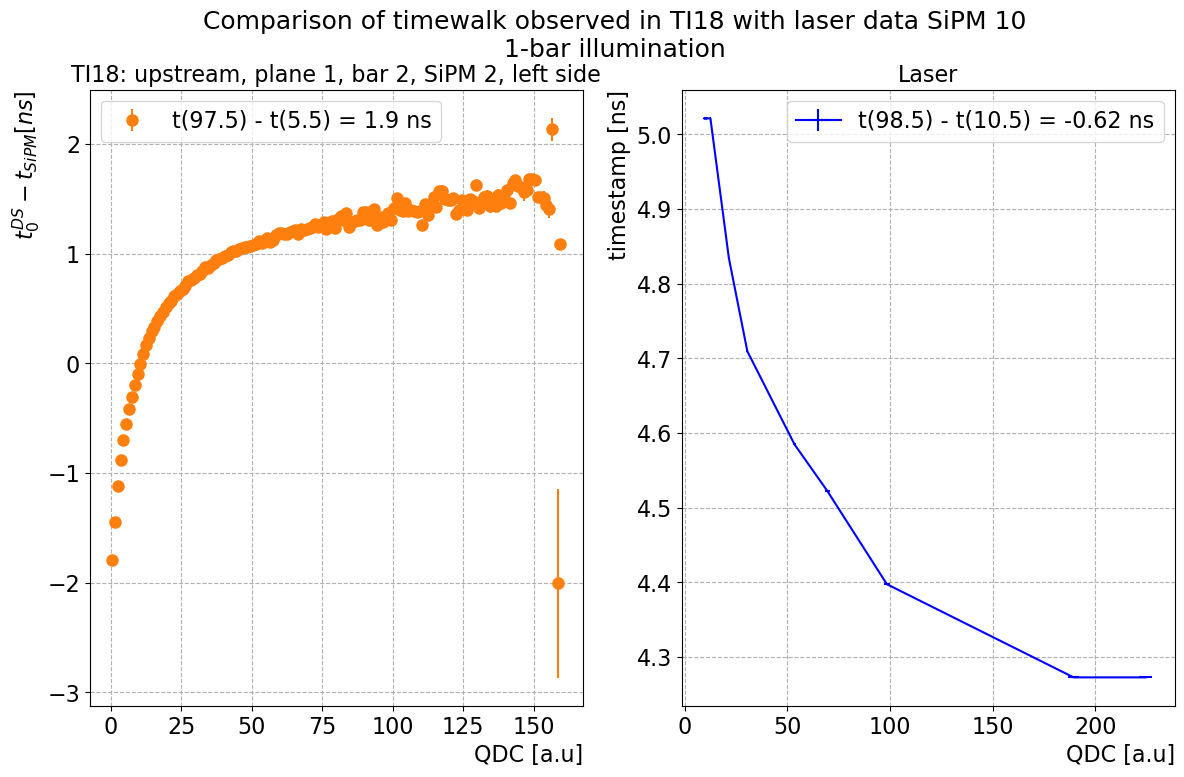 Comparison of timewalk observed in TI18 with laser data SiPM 10
1-bar illumination
TI18: upstream, plane 1, bar 2, SiPM 2, left side
t(97.5) - t(5.5) = 1.9 ns
t_0^{DS} − t_{SiPM}[ns]
2
1
0
−1
−2
−3
0 25 50 75 100 125 150
QDC [a.u]
Laser
t(98.5) - t(10.5) = -0.62 ns
timestamp [ns]
5.0
4.9
4.8
4.7
4.6
4.5
4.4
4.3
0 50 100 150 200
QDC [a.u]